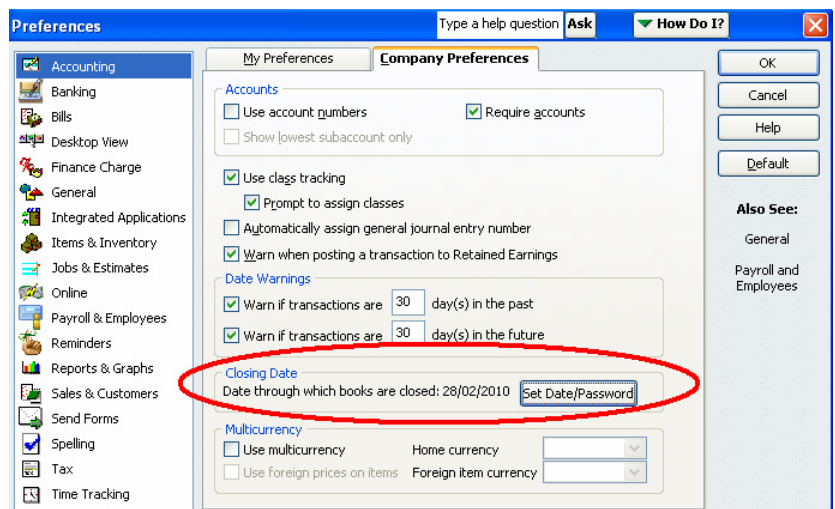 Preferences
Type a help question Ask
How Do I?
Accounting
Banking
Bills
Desktop View
Finance Charge
General
Integrated Applications
Items & Inventory
Jobs & Estimates
Online
Payroll & Employees
Reminders
Reports & Graphs
Sales & Customers
Send Forms
Spelling
Tax
Time Tracking
My Preferences
Company Preferences
Accounts
Use account numbers
Require accounts
Show lowest subaccount only
Use class tracking
Prompt to assign classes
Automatically assign general journal entry number
Warn when posting a transaction to Retained Earnings
Date Warnings
Warn if transactions are 30 day(s) in the past
Warn if transactions are 30 day(s) in the future
Closing Date
Date through which books are closed: 28/02/2010 Set Date/Password
Multicurrency
Use multicurrency
Home currency
Use foreign prices on items
Foreign item currency
OK
Cancel
Help
Default
Also See:
General
Payroll and
Employees